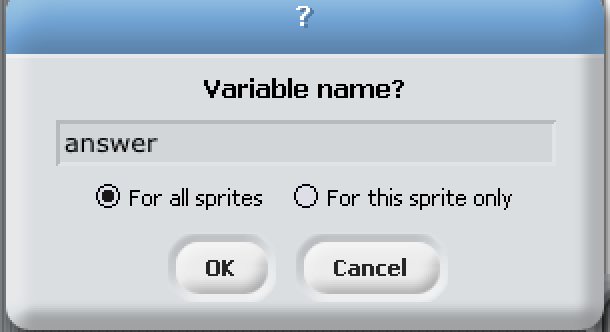 ?
Variable name?
answer
For all sprites For this sprite only
OK Cancel